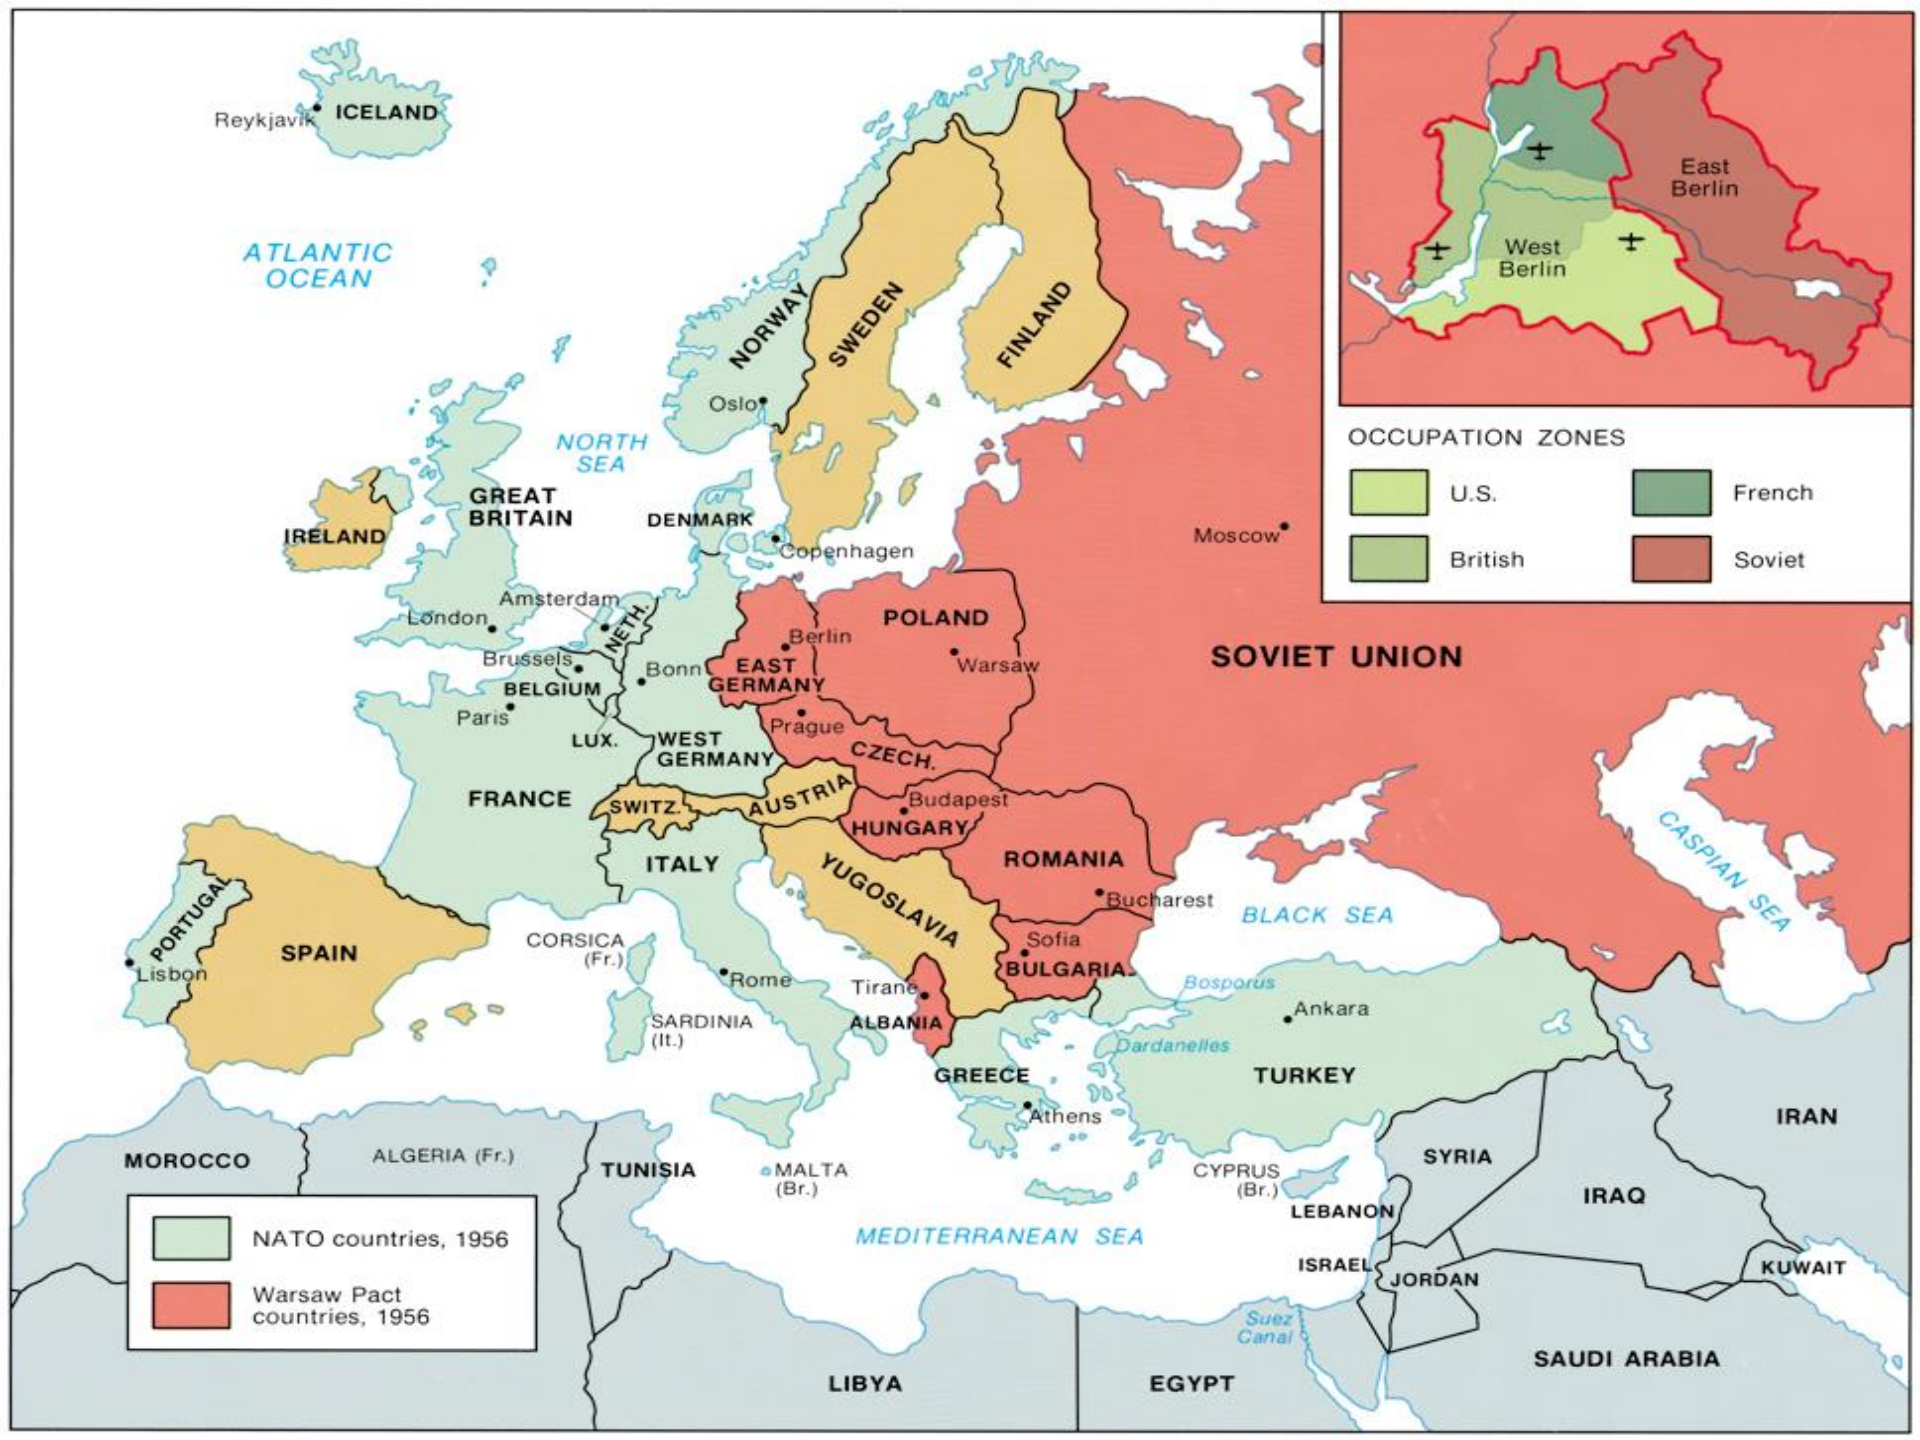 Reykjavik
ICELAND
ATLANTIC
OCEAN
NORWAY
SWEDEN
FINLAND
Oslo
NORTH
SEA
GREAT
BRITAIN
IRELAND
DENMARK
Copenhagen
Moscow
Amsterdam
London
NETH.
POLAND
Berlin
Warsaw
Brussels
BELGIUM
Bonn
EAST
GERMANY
SOVIET UNION
Paris
LUX.
Prague
WEST
GERMANY
CZECH.
FRANCE
SWITZ.
AUSTRIA
Budapest
HUNGARY
ITALY
YUGOSLAVIA
ROMANIA
Bucharest
BLACK SEA
CASPIAN SEA
PORTUGAL
SPAIN
Lisbon
CORSICA
(Fr.)
Rome
Sofia
BULGARIA
Tirane
ALBANIA
SARDINIA
(It.)
Bosporus
Ankara
Dardanelles
GREECE
TURKEY
Athens
MOROCCO
ALGERIA (Fr.)
TUNISIA
MALTA
(Br.)
CYPRUS
(Br.)
SYRIA
IRAN
IRAQ
LEBANON
MEDITERRANEAN SEA
ISRAEL
JORDAN
KUWAIT
Suez
Canal
LIBYA
EGYPT
SAUDI ARABIA
NATO countries, 1956
Warsaw Pact
countries, 1956
East
Berlin
West
Berlin
OCCUPATION ZONES
U.S.
French
British
Soviet